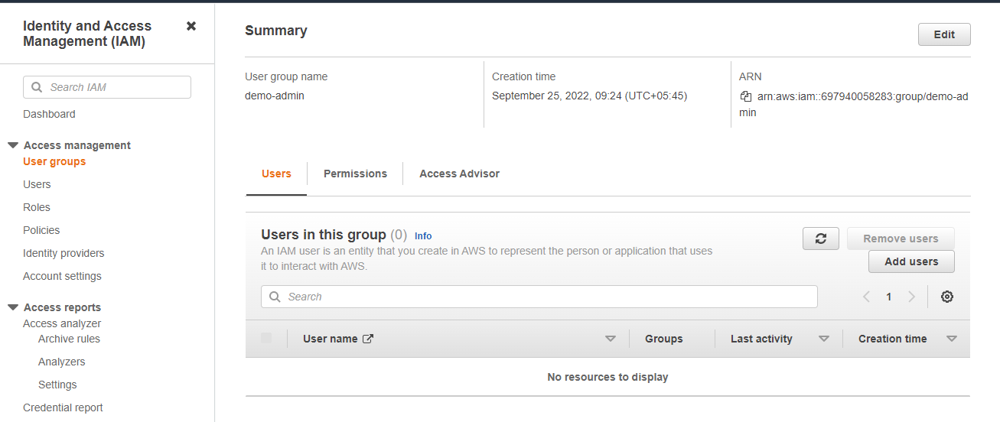 Identity and Access
Management (IAM)
Search IAM
Dashboard
Access management
User groups
Users
Roles
Policies
Identity providers
Account settings
Access reports
Access analyzer
Archive rules
Analyzers
Settings
Credential report
Summary
Edit
User group name
demo-admin
Creation time
September 25, 2022, 09:24 (UTC+05:45)
ARN
arn:aws:iam::697940058283:group/demo-ad
min
Users
Permissions
Access Advisor
Users in this group (0) Info
An IAM user is an entity that you create in AWS to represent the person or application that uses
it to interact with AWS.
Remove users
Add users
Search
1
User name
Groups
Last activity
Creation time
No resources to display